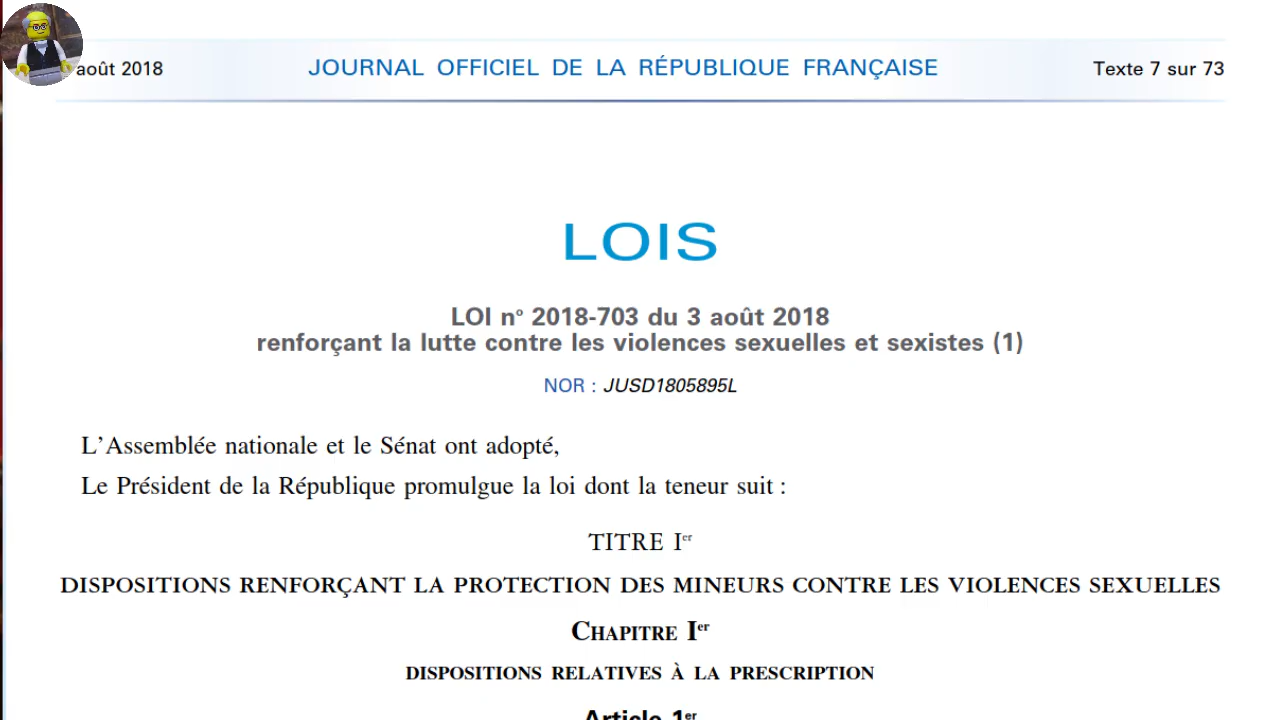 août 2018
JOURNAL OFFICIEL DE LA RÉPUBLIQUE FRANÇAISE
Texte 7 sur 73
LOIS
LOI nº 2018-703 du 3 août 2018
renforçant la lutte contre les violences sexuelles et sexistes (1)
NOR : JUSD1805895L
L’Assemblée nationale et le Sénat ont adopté,
Le Président de la République promulgue la loi dont la teneur suit :
TITRE Ier
DISPOSITIONS RENFORÇANT LA PROTECTION DES MINEURS CONTRE LES VIOLENCES SEXUELLES
CHAPITRE Ier
DISPOSITIONS RELATIVES À LA PRESCRIPTION
Article 1er